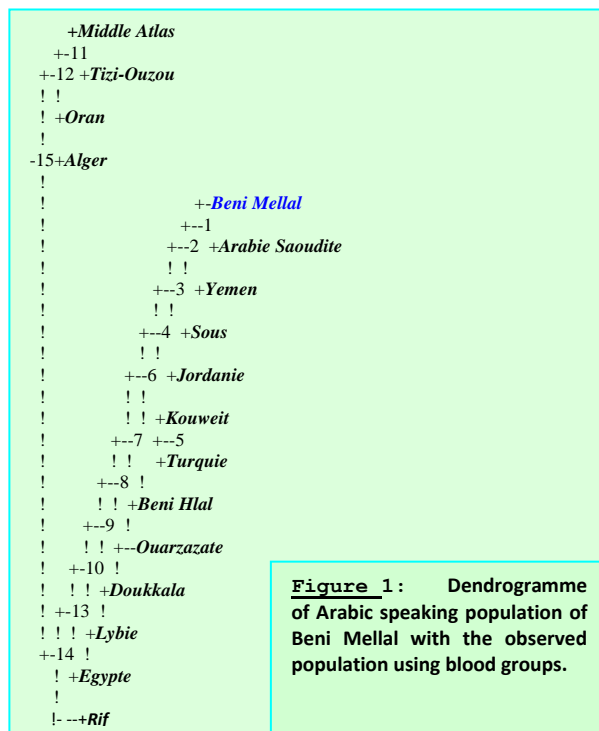 +Middle Atlas
+-11
+-12 +Tizi-Ouzou
! !
! +Oran
!
-15+Alger
!
! +-Beni Mellal
! +--1
! +--2 +Arabie Saoudite
! ! !
! +--3 +Yemen
! ! !
! +--4 +Sous
! ! !
! +--6 +Jordanie
! ! !
! ! ! +Kouweit
! +--7 +--5
! ! ! +Turquie
! +--8 !
! ! ! +Beni Hlal
! +--9 !
! ! ! +--Ouarzazate
! +-10 !
! ! ! +Doukkala
! +-13 !
! ! ! +Lybie
+-14 !
! +Egypte
!
!- --+Rif
Figure 1: Dendrogramme
of Arabic speaking population of
Beni Mellal with the observed
population using blood groups.